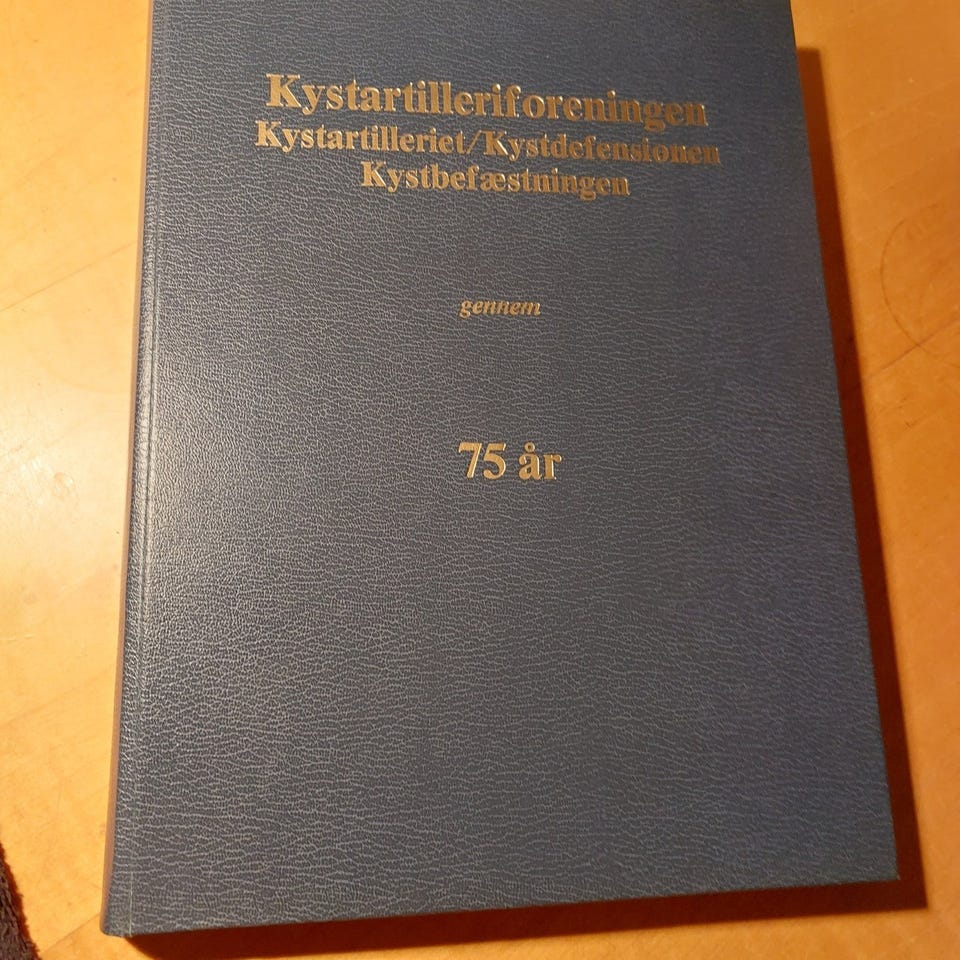 Kystartilleriforeningen
Kystartilleriet/Kystdefensionen
Kystbefæstningen
gennem
75 år